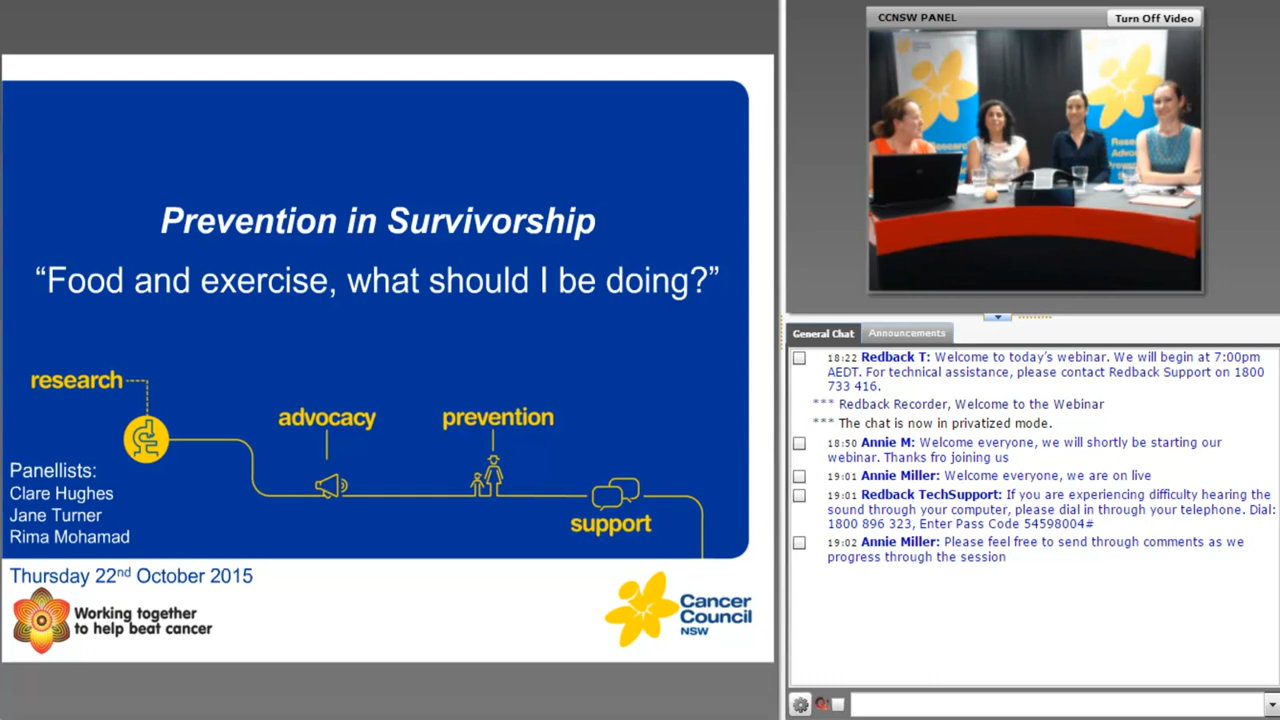 Prevention in Survivorship
“Food and exercise, what should I be doing?”
research
advocacy
prevention
support
Panellists:
Clare Hughes
Jane Turner
Rima Mohamad
Thursday 22nd October 2015
Working together
to help beat cancer
Cancer
Council
NSW
CCNSW PANEL
Turn Off Video
General Chat
Announcements
18:22 Redback T: Welcome to today's webinar. We will begin at 7:00pm
AEDT. For technical assistance, please contact Redback Support on 1800
733 416.
*** Redback Recorder, Welcome to the Webinar
*** The chat is now in privatized mode.
18:50 Annie M: Welcome everyone, we will shortly be starting our
webinar. Thanks fro joining us
19:01 Annie Miller: Welcome everyone, we are on live
19:01 Redback TechSupport: If you are experiencing difficulty hearing the
sound through your computer, please dial in through your telephone. Dial:
1800 896 323, Enter Pass Code 54598004#
19:02 Annie Miller: Please feel free to send through comments as we
progress through the session